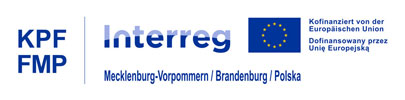 KPF
FMP
Interreg
Mecklenburg-Vorpommern / Brandenburg / Polska
Kofinanziert von der
Europäischen Union
Dofinansowany przez
Unię Europejską